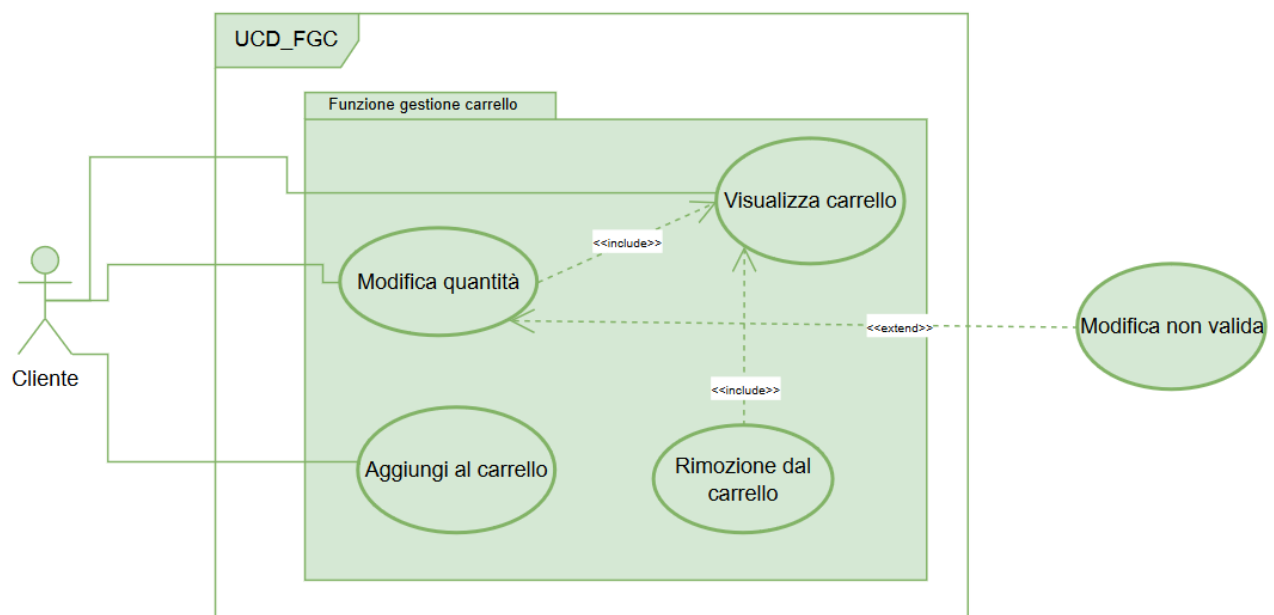 UCD_FGC
Funzione gestione carrello
Visualizza carrello
<<include>>
Modifica quantità
<<extend>>
Modifica non valida
Cliente
<<include>>
Aggiungi al carrello
Rimozione dal
carrello